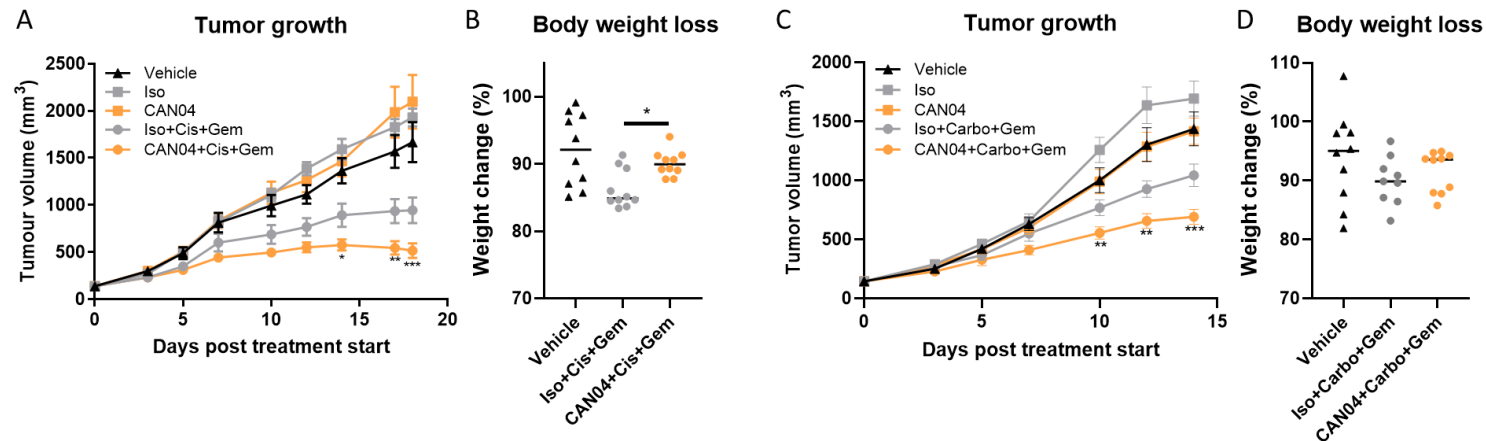 A
Tumor growth
Tumour volume (mm3)
2500
2000
1500
1000
500
0
Vehicle
Iso
CAN04
Iso+Cis+Gem
CAN04+Cis+Gem
*
**
***
0
5
10
15
20
Days post treatment start
B
Body weight loss
Weight change (%)
100
90
80
70
*
Vehicle
Iso+Cis+Gem
CAN04+Cis+Gem
C
Tumor growth
Tumor volume (mm3)
2000
1500
1000
500
0
Vehicle
Iso
CAN04
Iso+Carbo+Gem
CAN04+Carbo+Gem
**
**
***
0
5
10
15
Days post treatment start
D
Body weight loss
Weight change (%)
110
100
90
80
70
Vehicle
Iso+Carbo+Gem
CAN04+Carbo+Gem